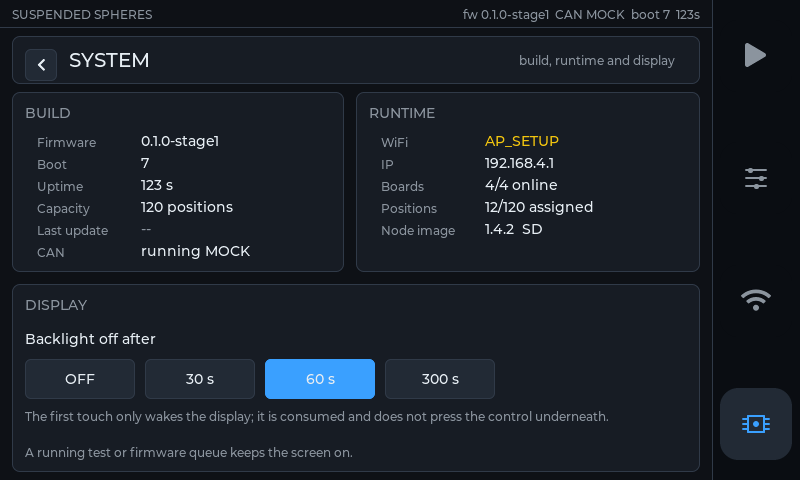 SUSPENDED SPHERES
fw 0.1.0-stage1 CAN MOCK boot 7 123s
SYSTEM
build, runtime and display
BUILD
Firmware 0.1.0-stage1
Boot 7
Uptime 123 s
Capacity 120 positions
Last update --
CAN running MOCK
RUNTIME
WiFi AP_SETUP
IP 192.168.4.1
Boards 4/4 online
Positions 12/120 assigned
Node image 1.4.2 SD
DISPLAY
Backlight off after
OFF 30 s 60 s 300 s
The first touch only wakes the display; it is consumed and does not press the control underneath.
A running test or firmware queue keeps the screen on.